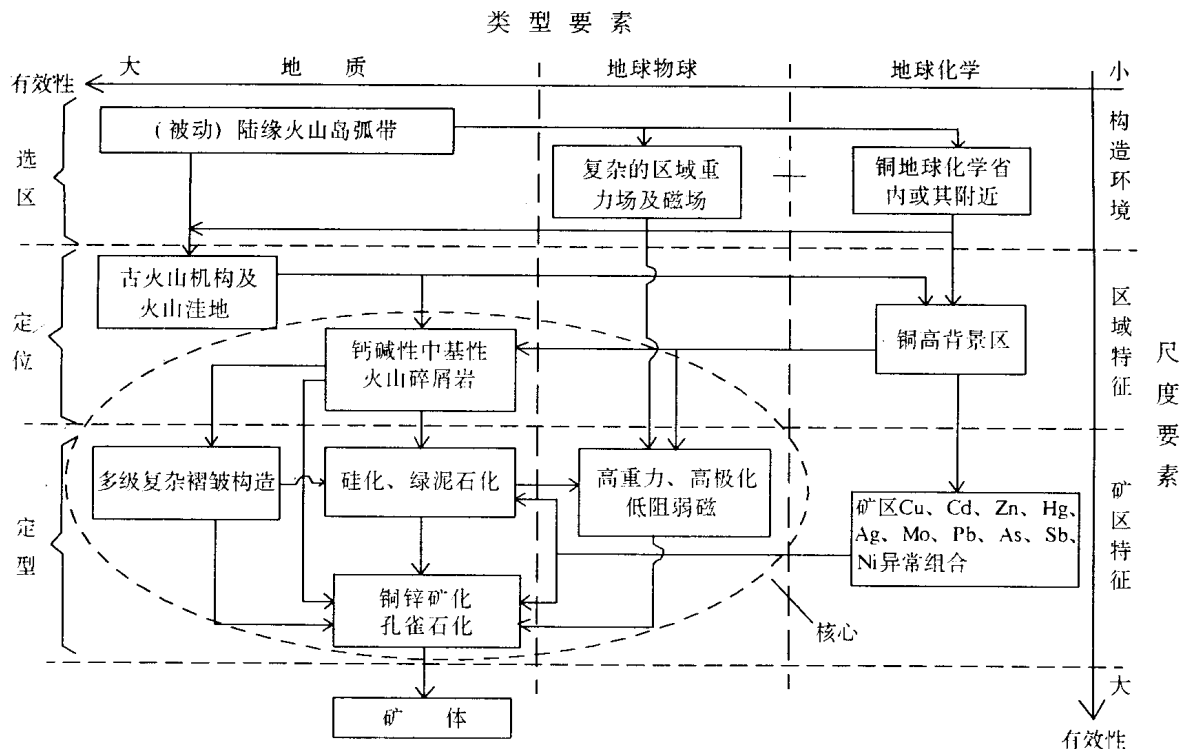 类型要素
大 地质 地球物球 地球化学 小
有效性
选区
(被动) 陆缘火山岛弧带
复杂的区域重
力场及磁场
铜地球化学省
内或其附近
构造环境
定位
古火山机构及
火山洼地
钙碱性中基性
火山碎屑岩
铜高背景区
区域特征
尺度要素
定型
多级复杂褶皱构造
硅化、绿泥石化
高重力、高极化
低阻弱磁
矿区Cu、Cd、Zn、Hg、
Ag、Mo、Pb、As、Sb、
Ni异常组合
矿区特征
铜锌矿化
孔雀石化
核心
矿体
大
有效性